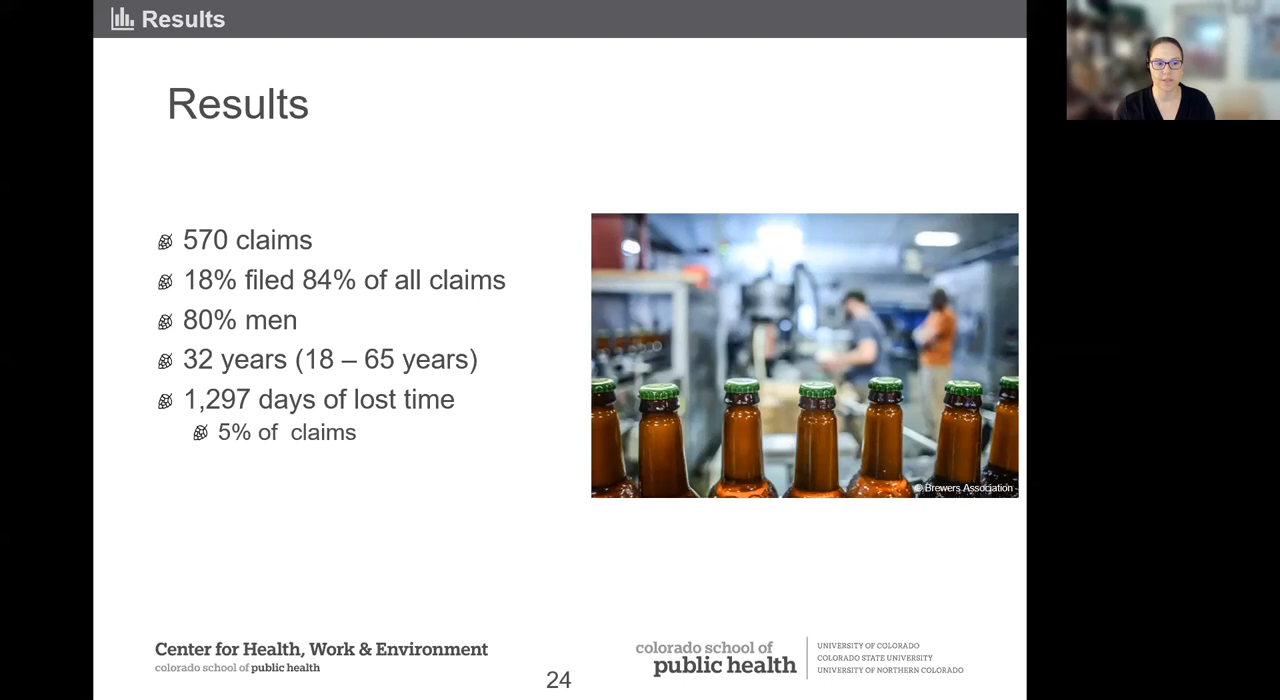 Results
Results
570 claims
18% filed 84% of all claims
80% men
32 years (18 – 65 years)
1,297 days of lost time
5% of claims
© Brewers Association
Center for Health, Work & Environment
colorado school of public health
24
colorado school of
public health
UNIVERSITY OF COLORADO
COLORADO STATE UNIVERSITY
UNIVERSITY OF NORTHERN COLORADO